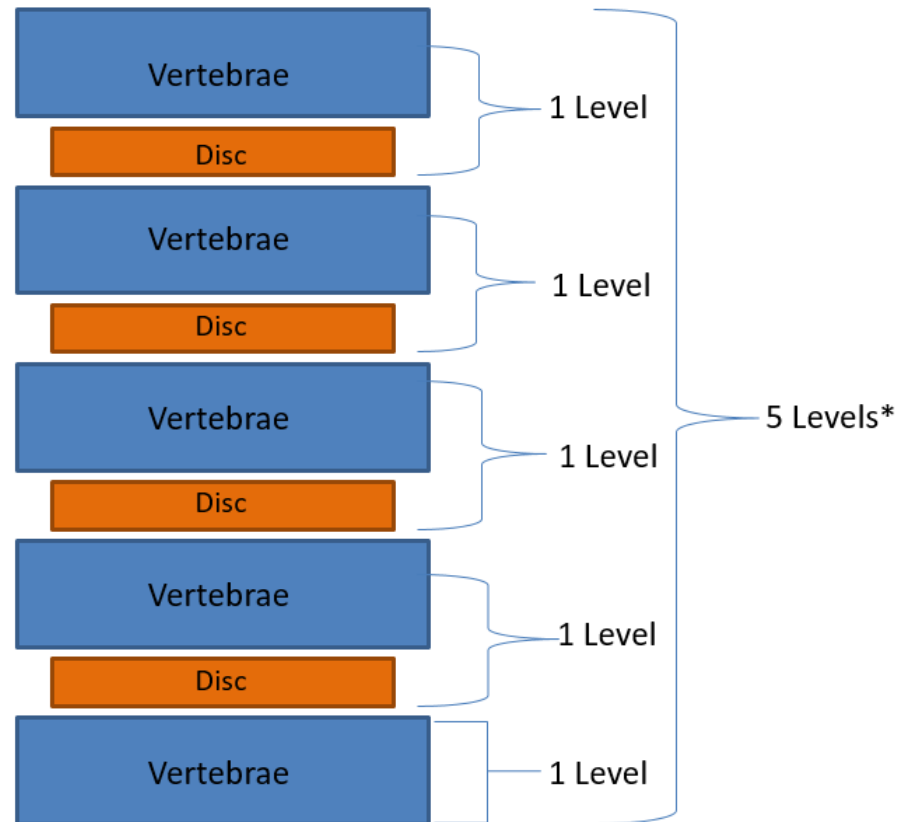 Vertebrae
1 Level
Disc
Vertebrae
1 Level
Disc
Vertebrae
5 Levels*
1 Level
Disc
Vertebrae
1 Level
Disc
Vertebrae
1 Level